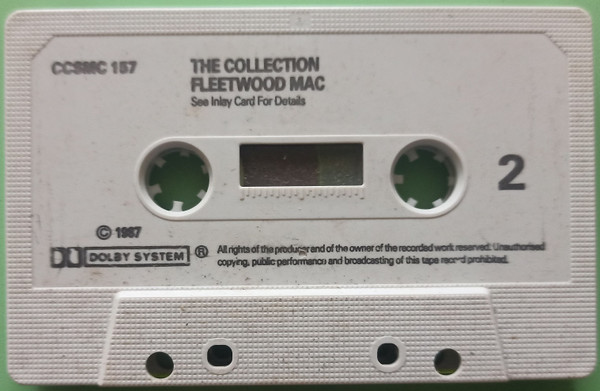 CCSMC 157
THE COLLECTION
FLEETWOOD MAC
See Inlay Card For Details
2
© 1987
DOLBY SYSTEM ®
All rights of the producer and of the owner of the recorded work reserved. Unauthorised
copying, public performance and broadcasting of this tape record prohibited.